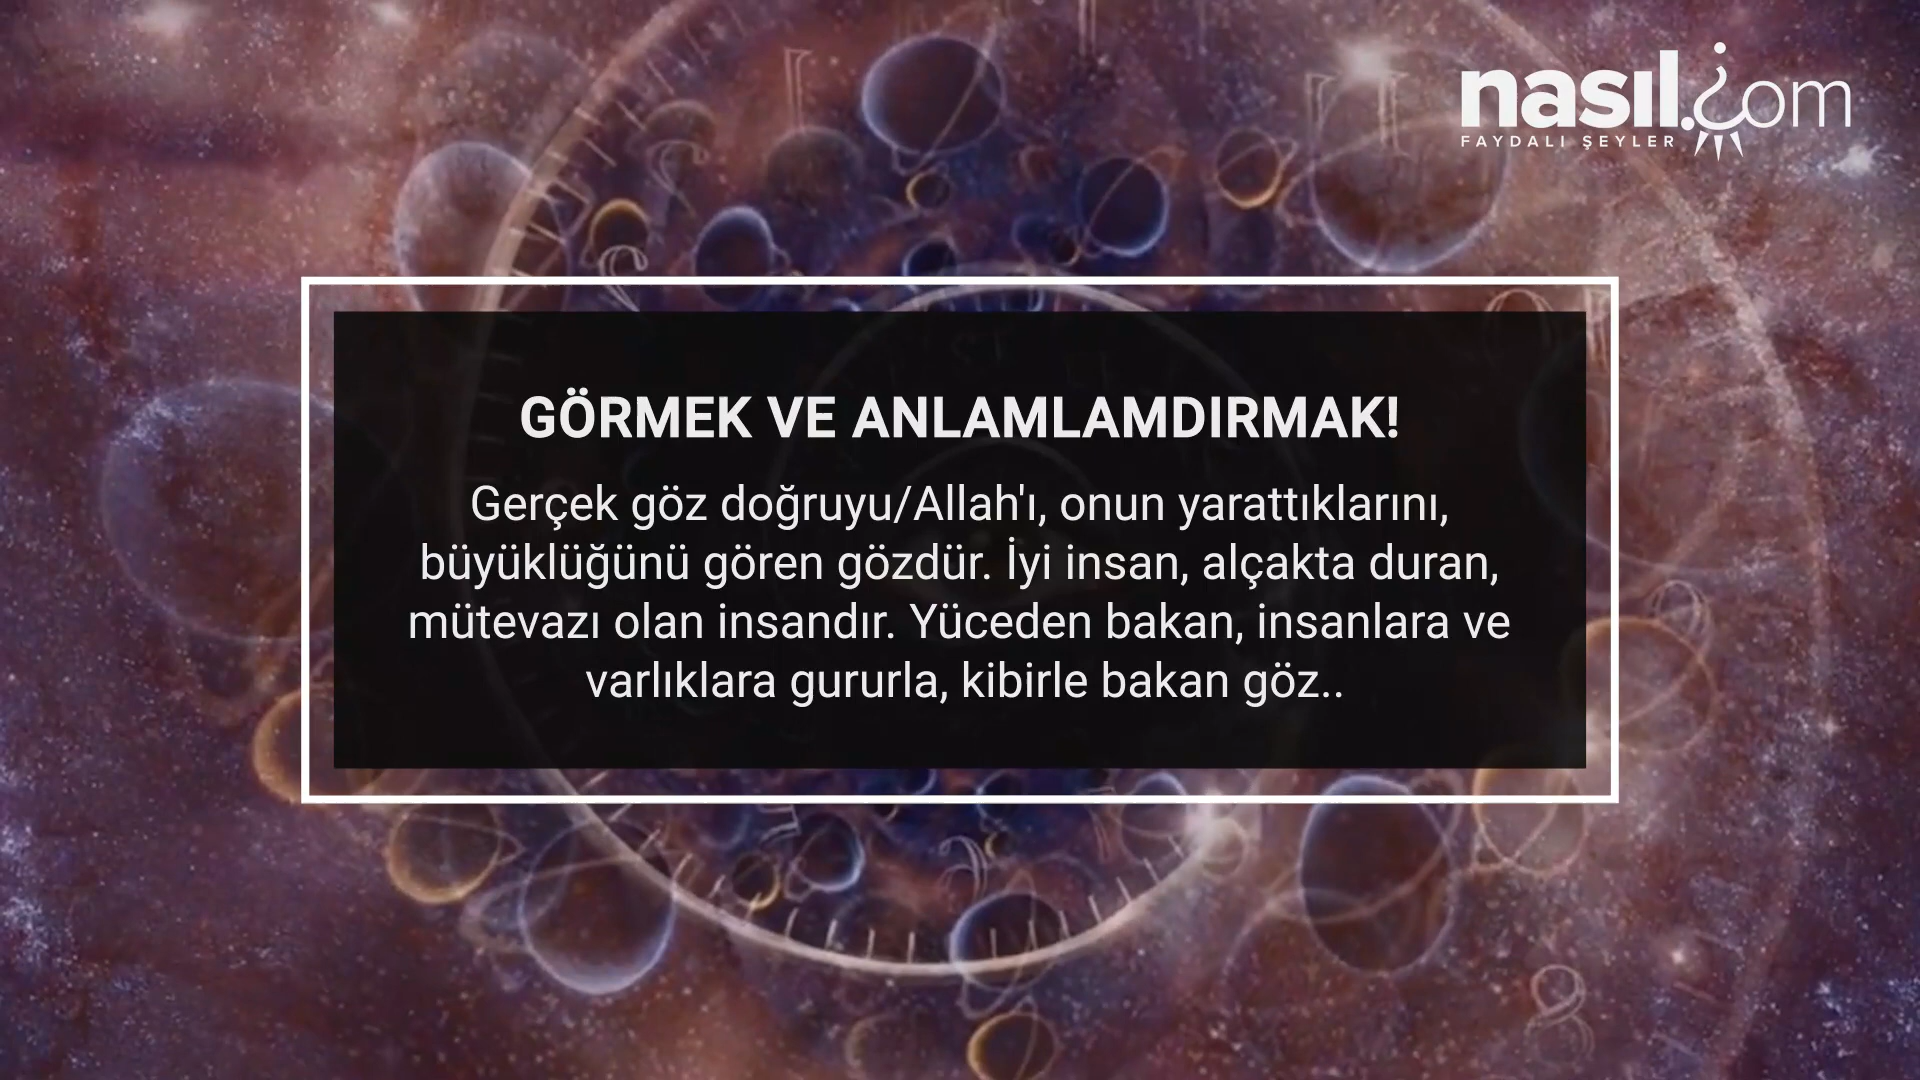 nasıl.com
FAYDALI ŞEYLER
GÖRMEK VE ANLAMLAMDIRMAK!
Gerçek göz doğruyu/Allah'ı, onun yarattıklarını,
büyüklüğünü gören gözdür. İyi insan, alçakta duran,
mütevazı olan insandır. Yüceden bakan, insanlara ve
varlıklara gururla, kibirle bakan göz..